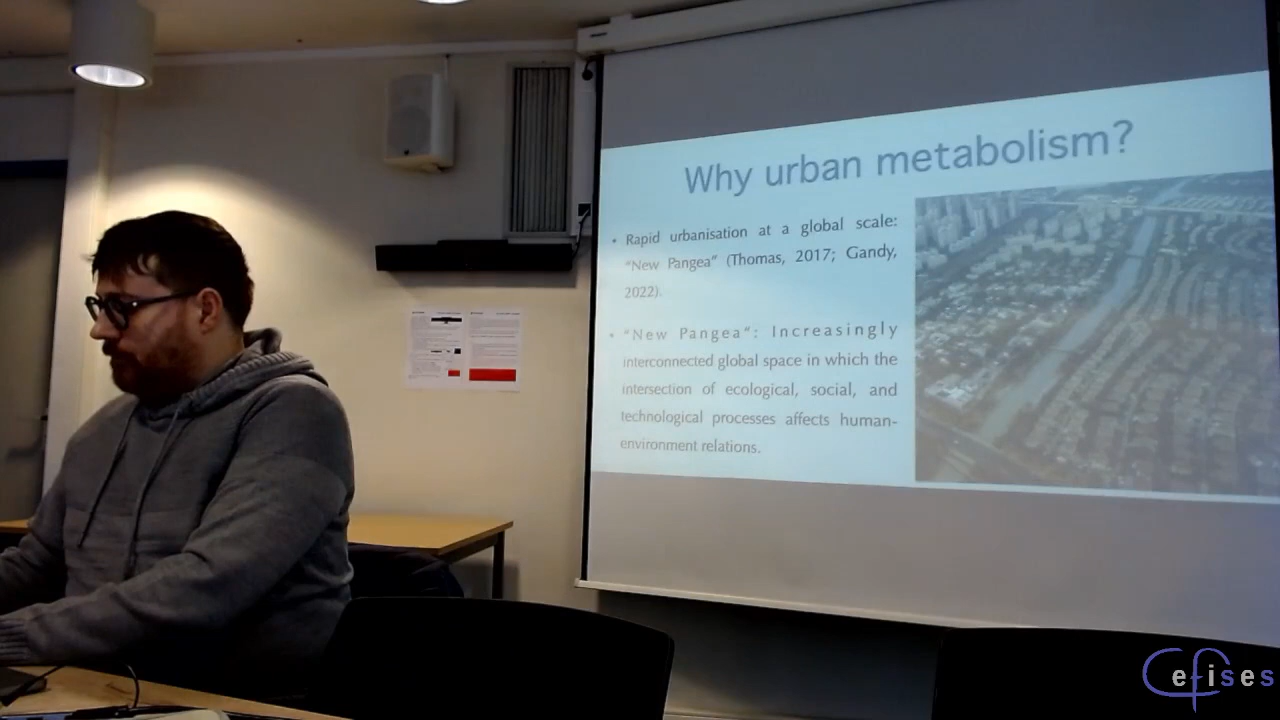 Why urban metabolism?
• Rapid urbanisation at a global scale:
"New Pangea" (Thomas, 2017; Gandy,
2022).
• "New Pangea": Increasingly
interconnected global space in which the
intersection of ecological, social, and
technological processes affects human-
environment relations.
Cefises